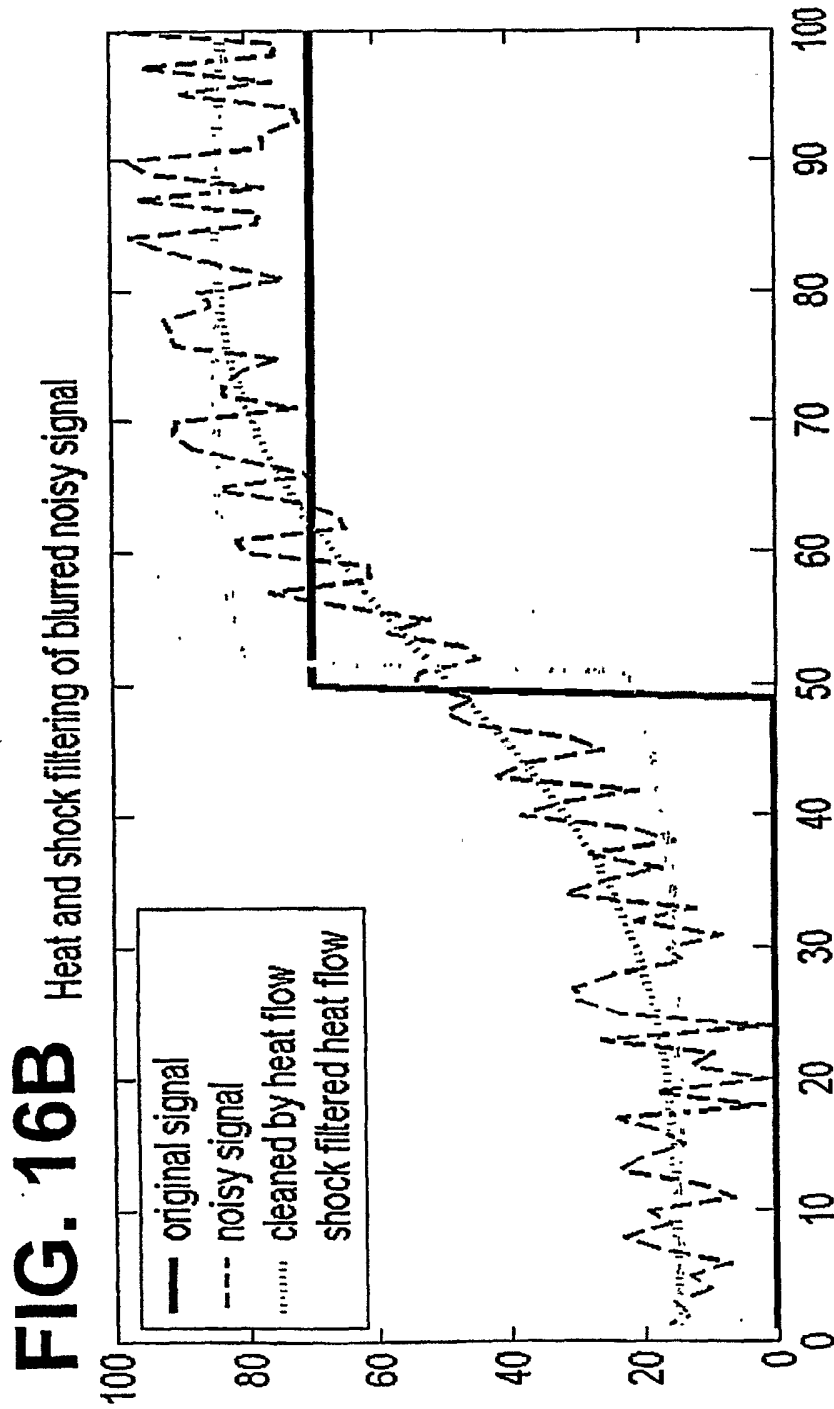 FIG. 16B Heat and shock filtering of blurred noisy signal
original signal
noisy signal
cleaned by heat flow
shock filtered heat flow
100
80
60
40
20
0
0 10 20 30 40 50 60 70 80 90 100